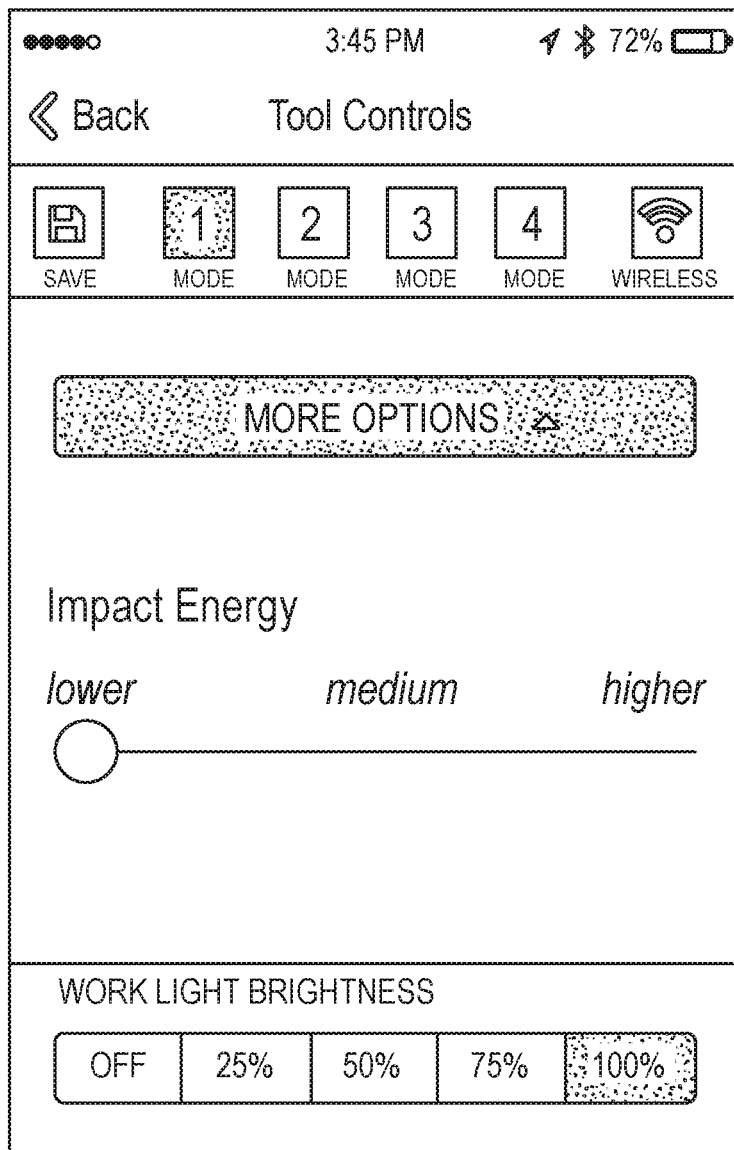 3:45 PM 72%
Back Tool Controls
1 2 3 4
SAVE MODE MODE MODE MODE WIRELESS
MORE OPTIONS
Impact Energy
lower medium higher
WORK LIGHT BRIGHTNESS
OFF 25% 50% 75% 100%